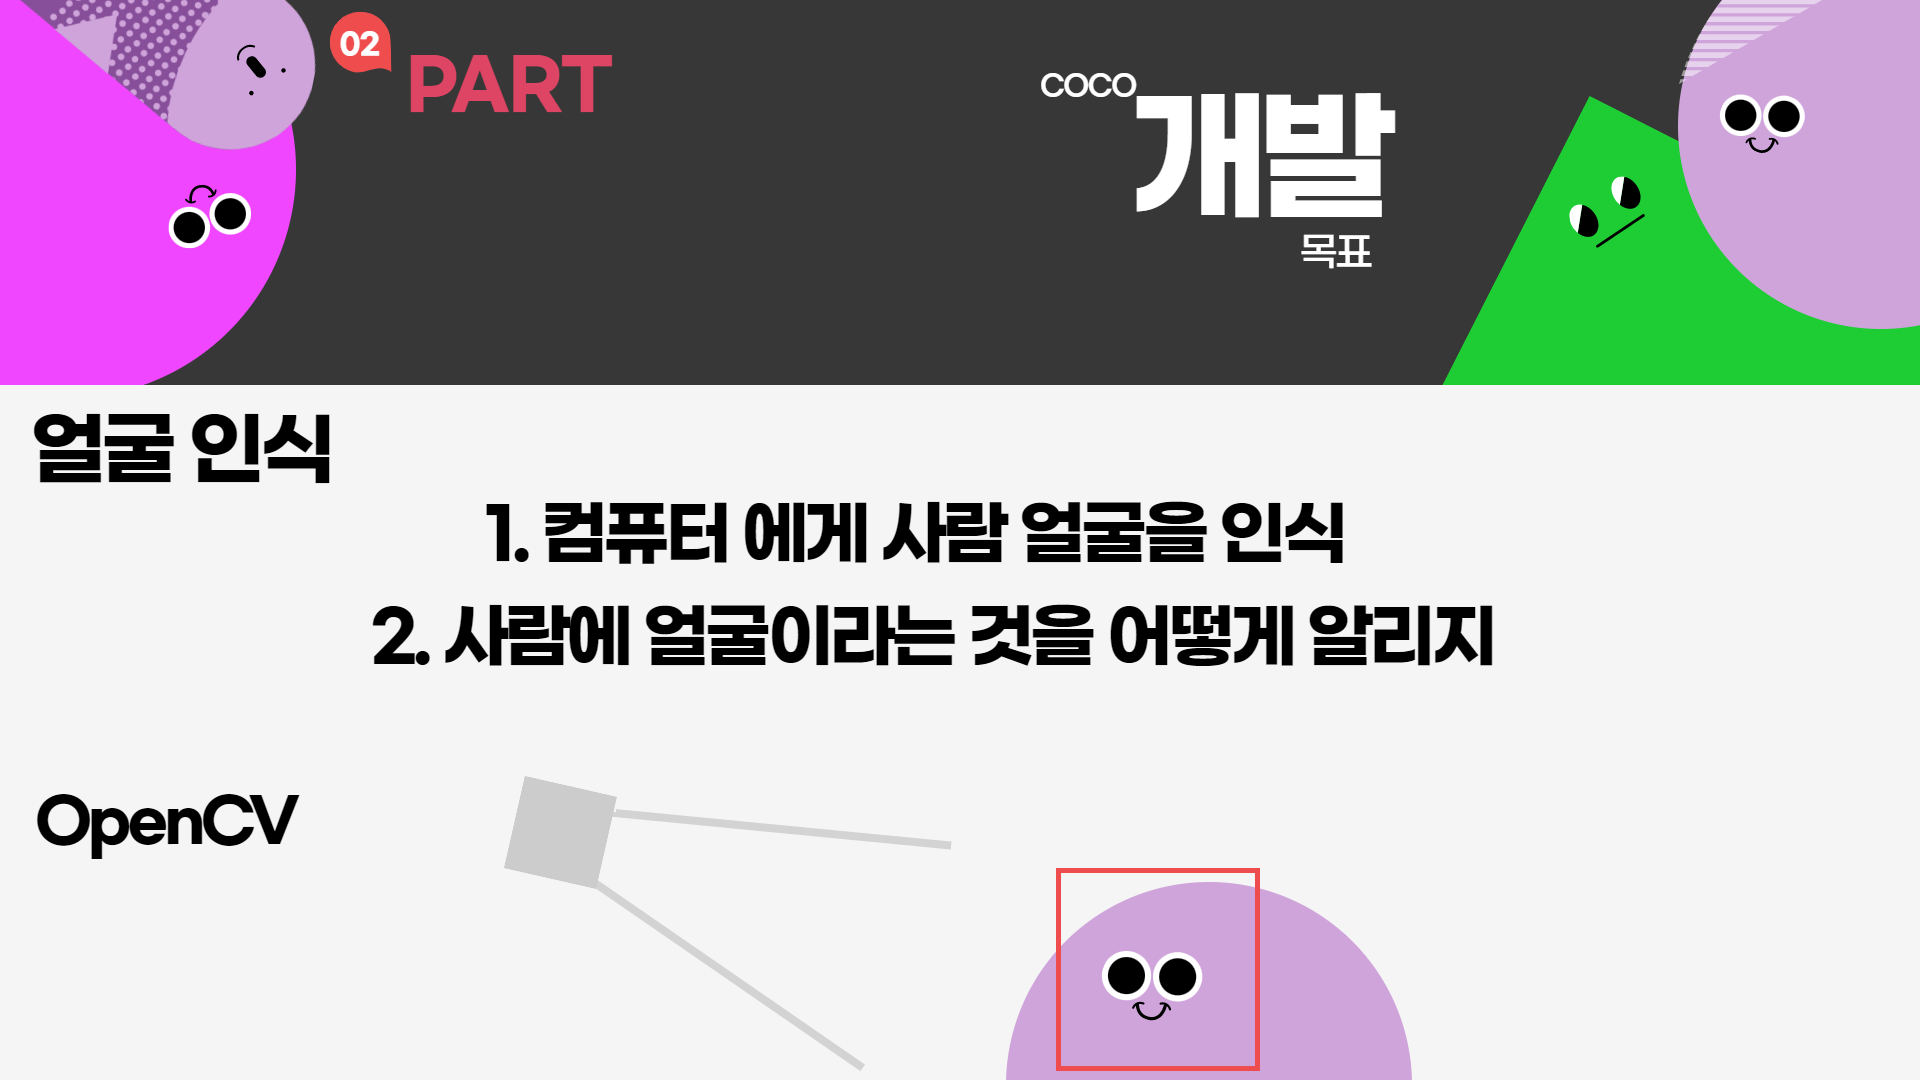 02
PART
COCO
개발
목표
얼굴 인식
1. 컴퓨터 에게 사람 얼굴을 인식
2. 사람에 얼굴이라는 것을 어떻게 알리지
OpenCV